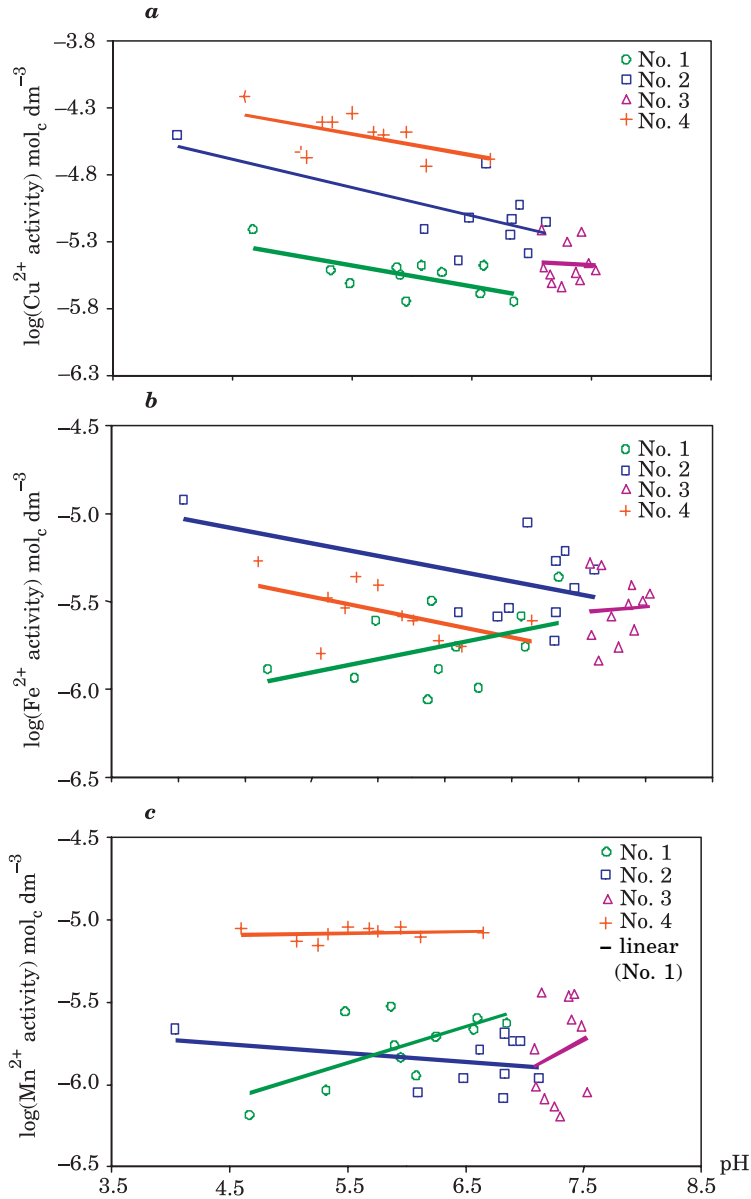 a
log(Cu²⁺ activity) mol_c dm⁻³
–3.8
–4.3
–4.8
–5.3
–5.8
–6.3
No. 1
No. 2
No. 3
No. 4
b
log(Fe²⁺ activity) mol_c dm⁻³
–4.5
–5.0
–5.5
–6.0
–6.5
No. 1
No. 2
No. 3
No. 4
c
log(Mn²⁺ activity) mol_c dm⁻³
–4.5
–5.0
–5.5
–6.0
–6.5
No. 1
No. 2
No. 3
No. 4
linear
(No. 1)
3.5 4.5 5.5 6.5 7.5 8.5
pH